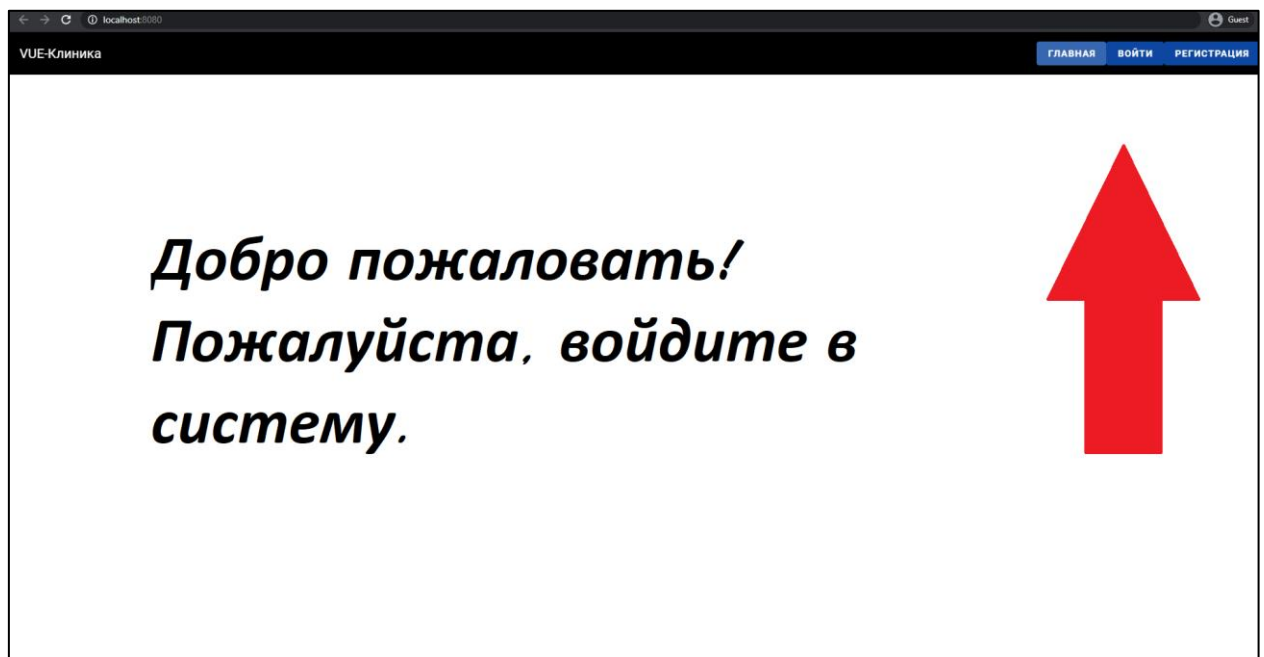 localhost:8080
Guest
VUE-Клиника
ГЛАВНАЯ ВОЙТИ РЕГИСТРАЦИЯ
Добро пожаловать!
Пожалуйста, войдите в
систему.